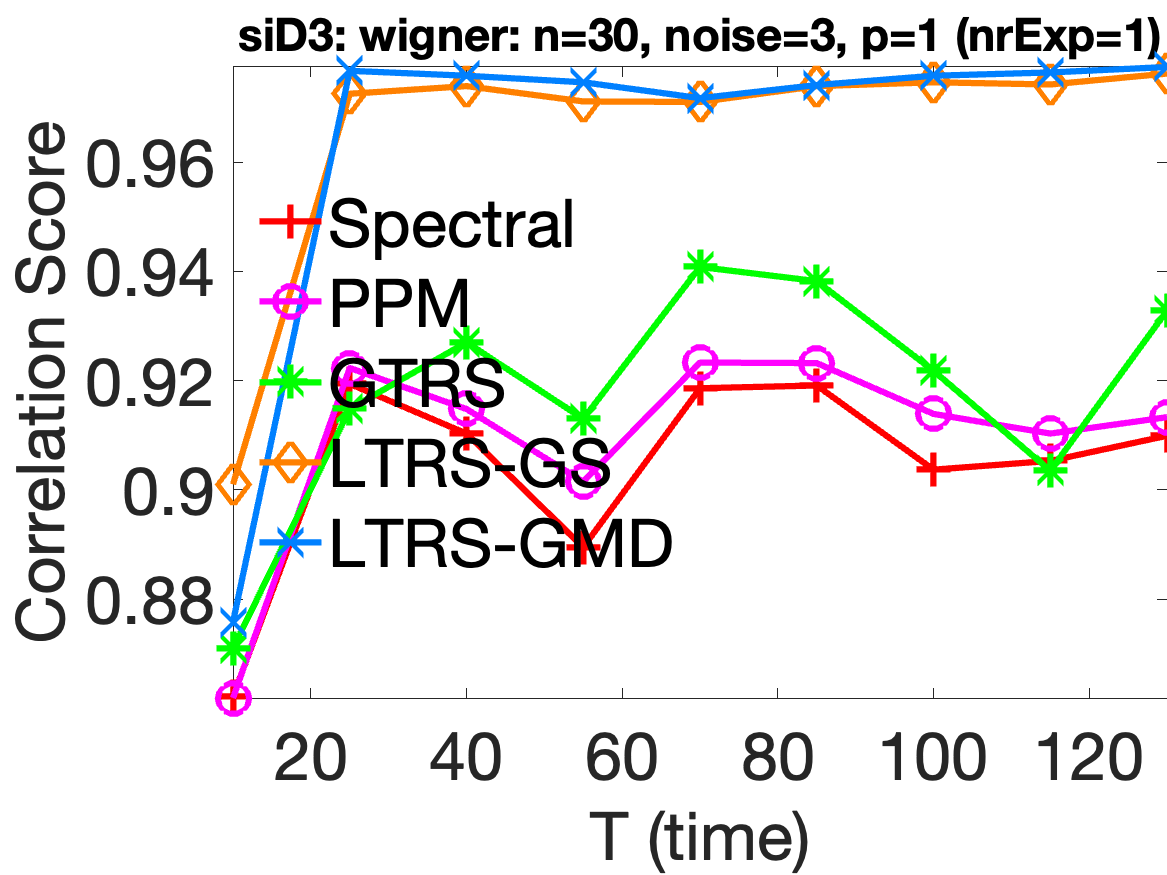 siD3: wigner: n=30, noise=3, p=1 (nrExp=1)
Correlation Score
0.96
0.94
0.92
0.9
0.88
Spectral
PPM
GTRS
LTRS-GS
LTRS-GMD
20 40 60 80 100 120
T (time)